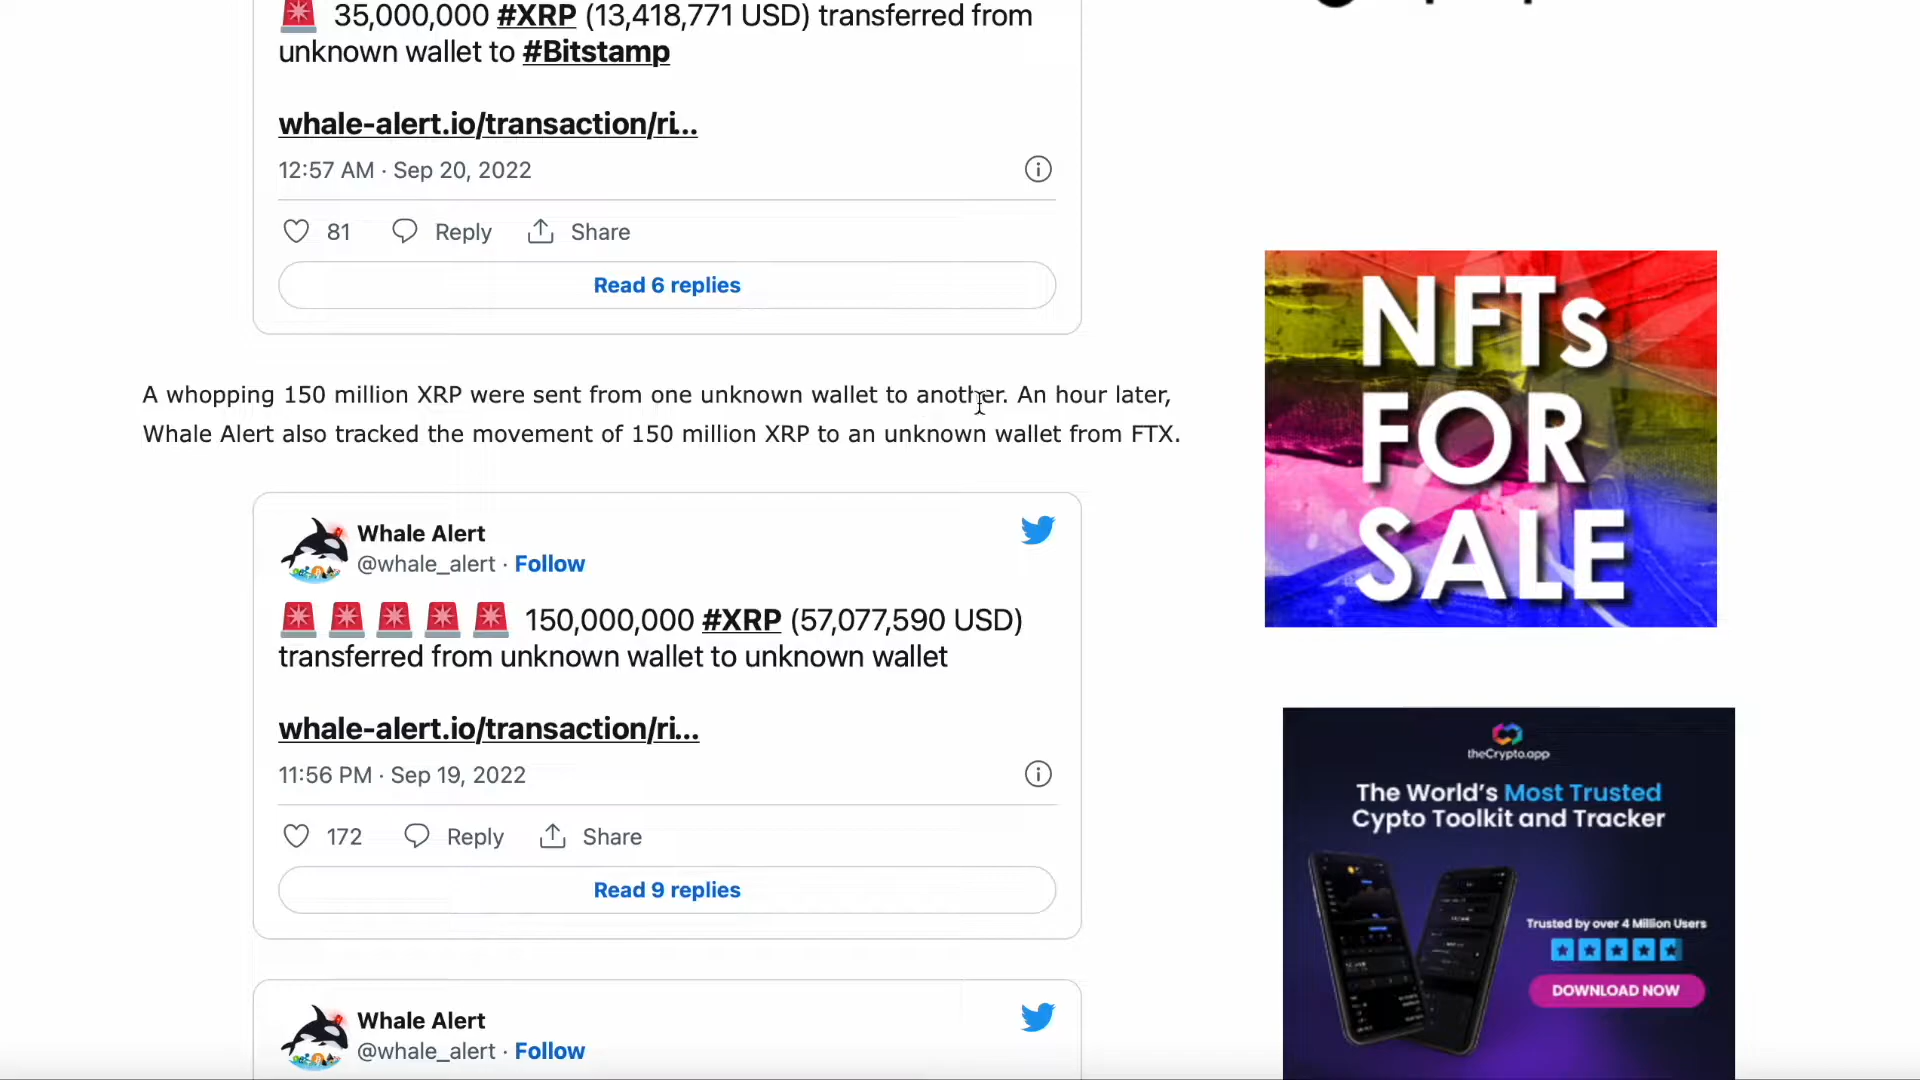 35,000,000 #XRP (13,418,771 USD) transferred from
unknown wallet to #Bitstamp
whale-alert.io/transaction/ri...
12:57 AM · Sep 20, 2022
81 Reply Share
Read 6 replies
A whopping 150 million XRP were sent from one unknown wallet to another. An hour later,
Whale Alert also tracked the movement of 150 million XRP to an unknown wallet from FTX.
Whale Alert
@whale_alert · Follow
150,000,000 #XRP (57,077,590 USD)
transferred from unknown wallet to unknown wallet
whale-alert.io/transaction/ri...
11:56 PM · Sep 19, 2022
172 Reply Share
Read 9 replies
Whale Alert
@whale_alert · Follow
NFTs
FOR
SALE
theCrypto.app
The World's Most Trusted
Cypto Toolkit and Tracker
Trusted by over 4 Million Users
DOWNLOAD NOW